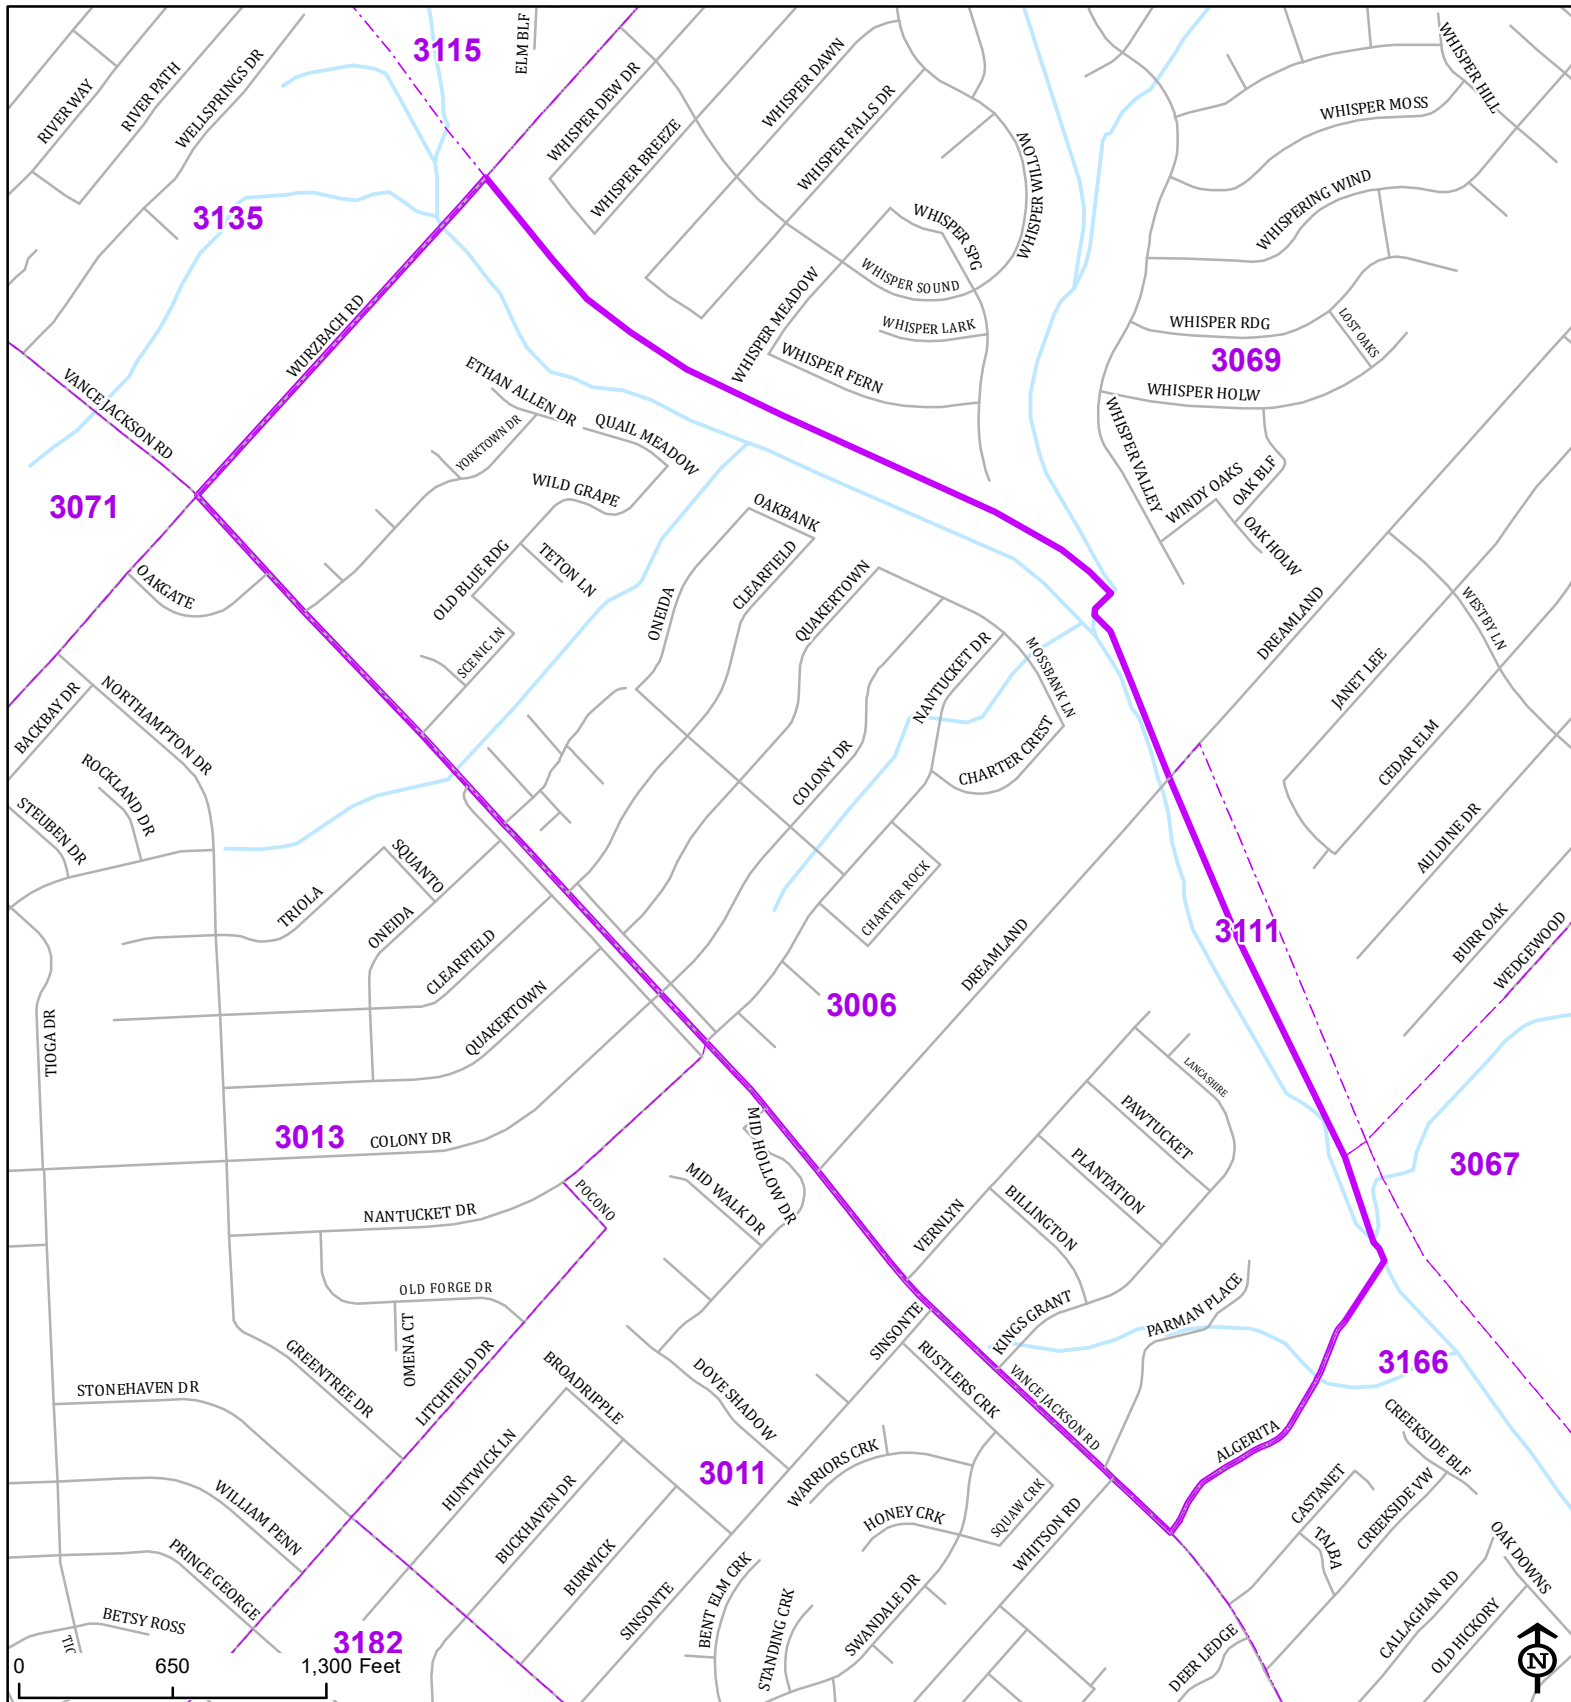 3115
ELM BLF
RIVER WAY
RIVER PATH
WELLSPRINGS DR
WHISPER DEW DR
WHISPER BREEZE
WHISPER DAWN
WHISPER FALLS DR
WHISPER WILLOW
WHISPER HILL
WHISPER MOSS
WHISPERING WIND
3135
WHISPER SPG
WHISPER SOUND
WHISPER LARK
WHISPER MEADOW
WHISPER FERN
WHISPER RDG
LOST OAKS
3069
WHISPER HOLW
WHISPER VALLEY
WINDY OAKS
OAK BLF
OAK HOLW
WURZBACH RD
VANCE JACKSON RD
ETHAN ALLEN DR
QUAIL MEADOW
YORKTOWN DR
WILD GRAPE
3071
OAKBANK
OLD BLUE RDG
TETON LN
CLEARFIELD
ONEIDA
QUAKERTOWN
OAKGATE
SCENIC LN
NANTUCKET DR
MOSSBANK LN
DREAMLAND
WESTBY LN
JANET LEE
CEDAR ELM
BACKBAY DR
NORTHAMPTON DR
ROCKLAND DR
STEUBEN DR
COLONY DR
CHARTER CREST
AULDINE DR
SQUANTO
TRIOLA
ONEIDA
CLEARFIELD
QUAKERTOWN
CHARTER ROCK
DREAMLAND
3111
BURR OAK
WEDGEWOOD
3006
TIOGA DR
LANCASHIRE
PAWTUCKET
PLANTATION
BILLINGTON
VERNLYN
3013
COLONY DR
MID HOLLOW DR
MID WALK DR
POCONO
NANTUCKET DR
3067
OLD FORGE DR
OMENA CT
KINGS GRANT
PARMAN PLACE
3166
GREENTREE DR
LITCHFIELD DR
SINSONTE
RUSTLERS CRK
VANCE JACKSON RD
BROADRIPPLE
DOVE SHADOW
STONEHAVEN DR
HUNTWICK LN
3011
WARRIORS CRK
ALGERITA
CREEKSIDE BLF
CASTANET
CREEKSIDE VW
TALBA
WILLIAM PENN
BUCKHAVEN DR
BURWICK
HONEY CRK
SQUAW CRK
WHITSON RD
PRINCE GEORGE
BETSY ROSS
TIC
SINSONTE
BENT ELM CRK
STANDING CRK
SWANDALE DR
DEER LEDGE
CALLAGHAN RD
OLD HICKORY
OAK DOWNS
3182
0 650 1,300 Feet
N